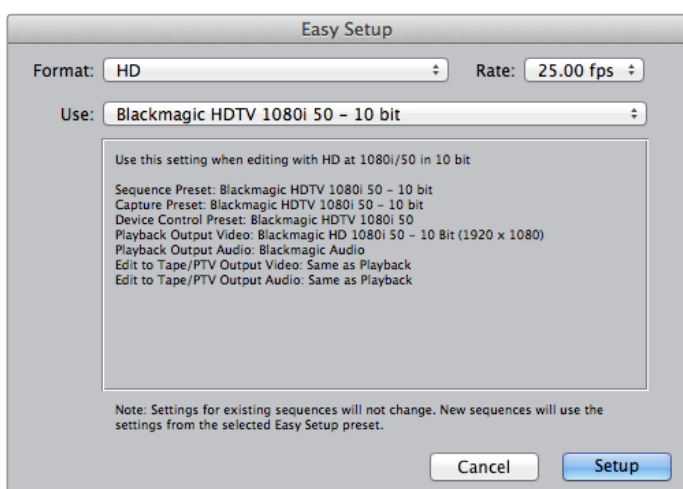 Easy Setup
Format: HD Rate: 25.00 fps
Use: Blackmagic HDTV 1080i 50 – 10 bit
Use this setting when editing with HD at 1080i/50 in 10 bit
Sequence Preset: Blackmagic HDTV 1080i 50 – 10 bit
Capture Preset: Blackmagic HDTV 1080i 50 – 10 bit
Device Control Preset: Blackmagic HDTV 1080i 50
Playback Output Video: Blackmagic HD 1080i 50 – 10 Bit (1920 x 1080)
Playback Output Audio: Blackmagic Audio
Edit to Tape/PTV Output Video: Same as Playback
Edit to Tape/PTV Output Audio: Same as Playback
Note: Settings for existing sequences will not change. New sequences will use the
settings from the selected Easy Setup preset.
Cancel Setup